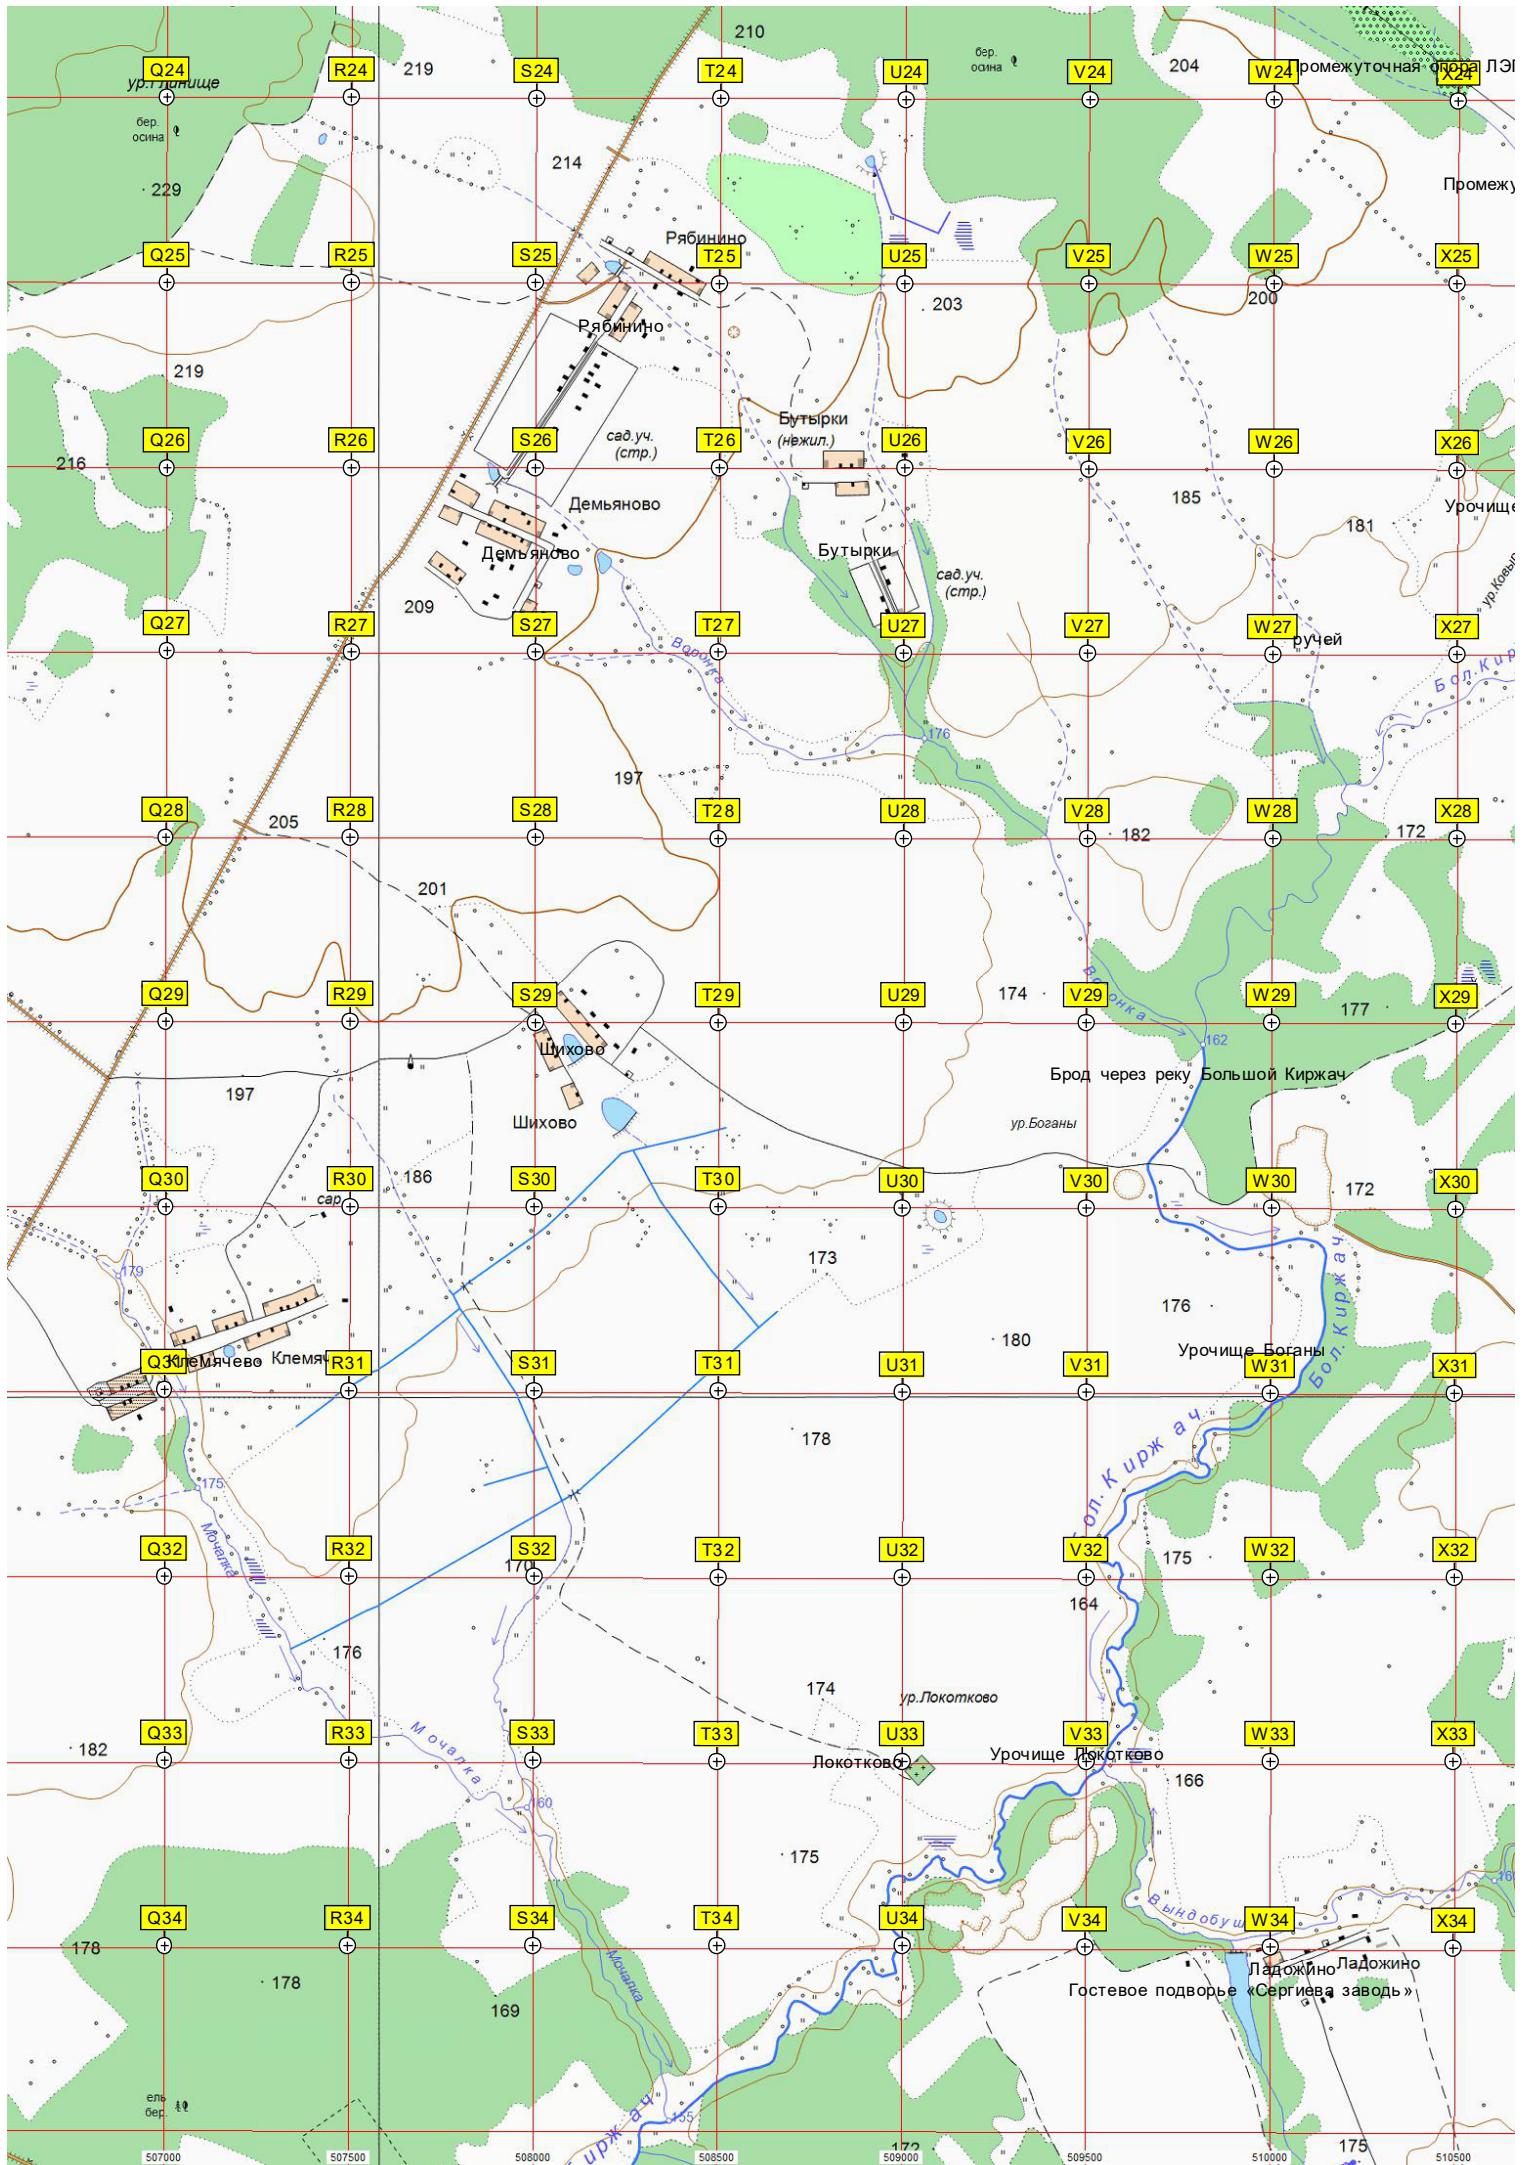 210
бер.
осина
204
219
Q24
R24
S24
T24
U24
V24
W24
Промежуточная опора ЛЭП
X24
бер.
осина
214
229
Промежу
Рябинино
Q25
R25
S25
T25
U25
V25
W25
X25
203
200
Рябинино
219
Бутырки
(нежил.)
сад.уч.
(стр.)
Q26
R26
S26
T26
U26
V26
W26
X26
216
185
Демьяново
Урочище
181
Демьяново
Бутырки
сад.уч.
(стр.)
209
Q27
R27
S27
T27
U27
V27
W27
X27
ручей
Воронка
Бол.Кир
176
197
Q28
R28
S28
T28
U28
V28
W28
X28
205
182
172
201
Q29
R29
S29
T29
U29
V29
W29
X29
174
177
Воронка
162
Шихово
Брод через реку Большой Киржач
197
Шихово
ур.Боганы
186
Q30
R30
S30
T30
U30
V30
W30
X30
сар.
172
179
173
Бол.Киржач
176
180
Урочище Боганы
Q31
Клемячево
Клемяч
R31
S31
T31
U31
V31
W31
X31
178
Бол.Киржач
175
Мочалка
Q32
R32
S32
T32
U32
V32
W32
X32
170
175
164
176
174
ур.Локотково
Q33
R33
S33
T33
U33
V33
W33
X33
182
Мочалка
Локотково
Урочище Локотково
166
160
175
Q34
R34
S34
T34
U34
V34
W34
X34
178
Вындобуш
178
Мочалка
Ладожино
Ладожино
Гостевое подворье «Сергиева заводь»
169
ель
бер.
155
иржач
172
175
507000
507500
508000
508500
509000
509500
510000
510500